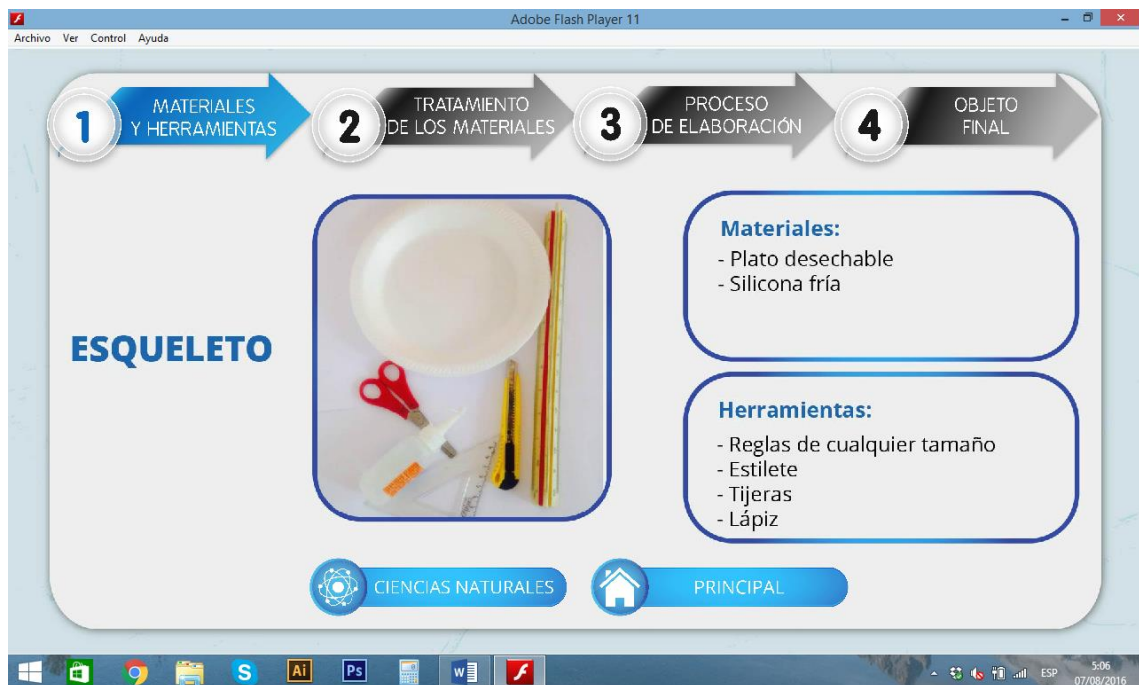 Adobe Flash Player 11
Archivo Ver Control Ayuda
1 MATERIALES
Y HERRAMIENTAS
2 TRATAMIENTO
DE LOS MATERIALES
3 PROCESO
DE ELABORACIÓN
4 OBJETO
FINAL
ESQUELETO
Materiales:
- Plato desechable
- Silicona fría
Herramientas:
- Reglas de cualquier tamaño
- Estilete
- Tijeras
- Lápiz
CIENCIAS NATURALES
PRINCIPAL
S
Ai
Ps
W
ESP
5:06
07/08/2016